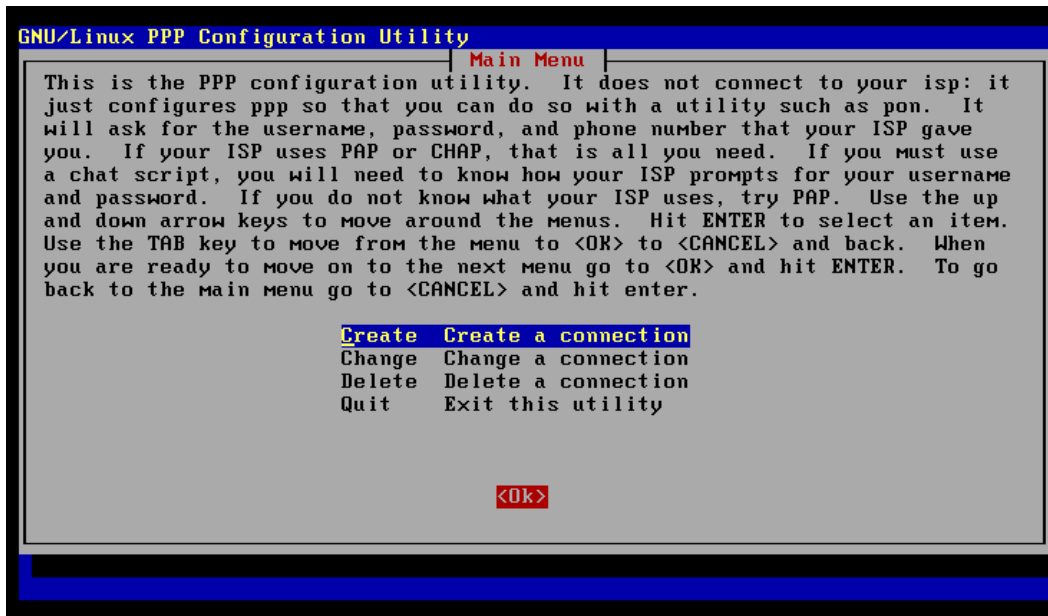 GNU/Linux PPP Configuration Utility
Main Menu
This is the PPP configuration utility.  It does not connect to your isp: it
just configures ppp so that you can do so with a utility such as pon.  It
will ask for the username, password, and phone number that your ISP gave
you.  If your ISP uses PAP or CHAP, that is all you need.  If you must use
a chat script, you will need to know how your ISP prompts for your username
and password.  If you do not know what your ISP uses, try PAP.  Use the up
and down arrow keys to move around the menus.  Hit ENTER to select an item.
Use the TAB key to move from the menu to <OK> to <CANCEL> and back.  When
you are ready to move on to the next menu go to <OK> and hit ENTER.  To go
back to the main menu go to <CANCEL> and hit enter.
Create  Create a connection
Change  Change a connection
Delete  Delete a connection
Quit    Exit this utility
<Ok>